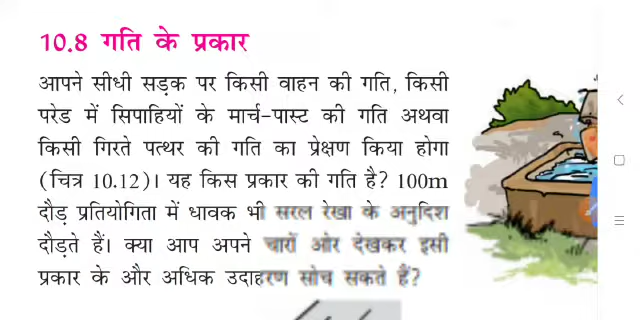 10.8 गति के प्रकार
आपने सीधी सड़क पर किसी वाहन की गति, किसी
परेड में सिपाहियों के मार्च-पास्ट की गति अथवा
किसी गिरते पत्थर की गति का प्रेक्षण किया होगा
(चित्र 10.12)। यह किस प्रकार की गति है? 100m
दौड़ प्रतियोगिता में धावक भी सरल रेखा के अनुदिश
दौड़ते हैं। क्या आप अपने चारों ओर देखकर इसी
प्रकार के और अधिक उदाहरण सोच सकते हैं?